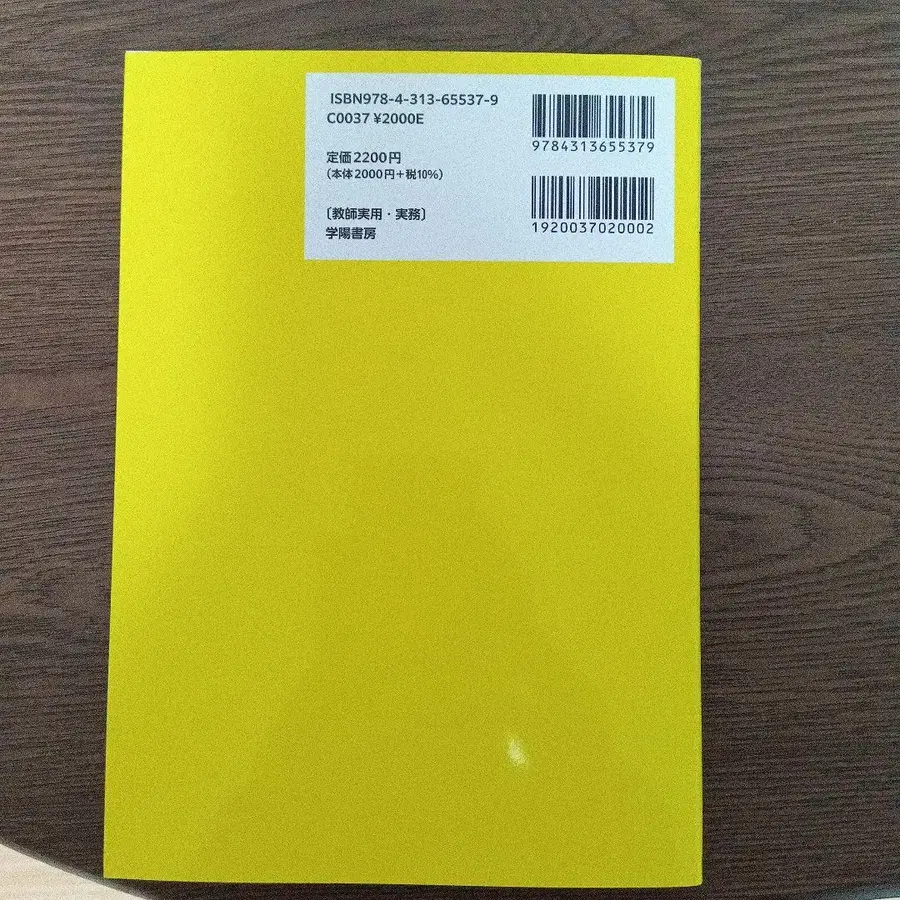 ISBN978-4-313-65537-9
C0037 ¥2000E
定価2200円
(本体2000円+税10%)
〔教師実用・実務〕
学陽書房
9784313655379
1920037020002